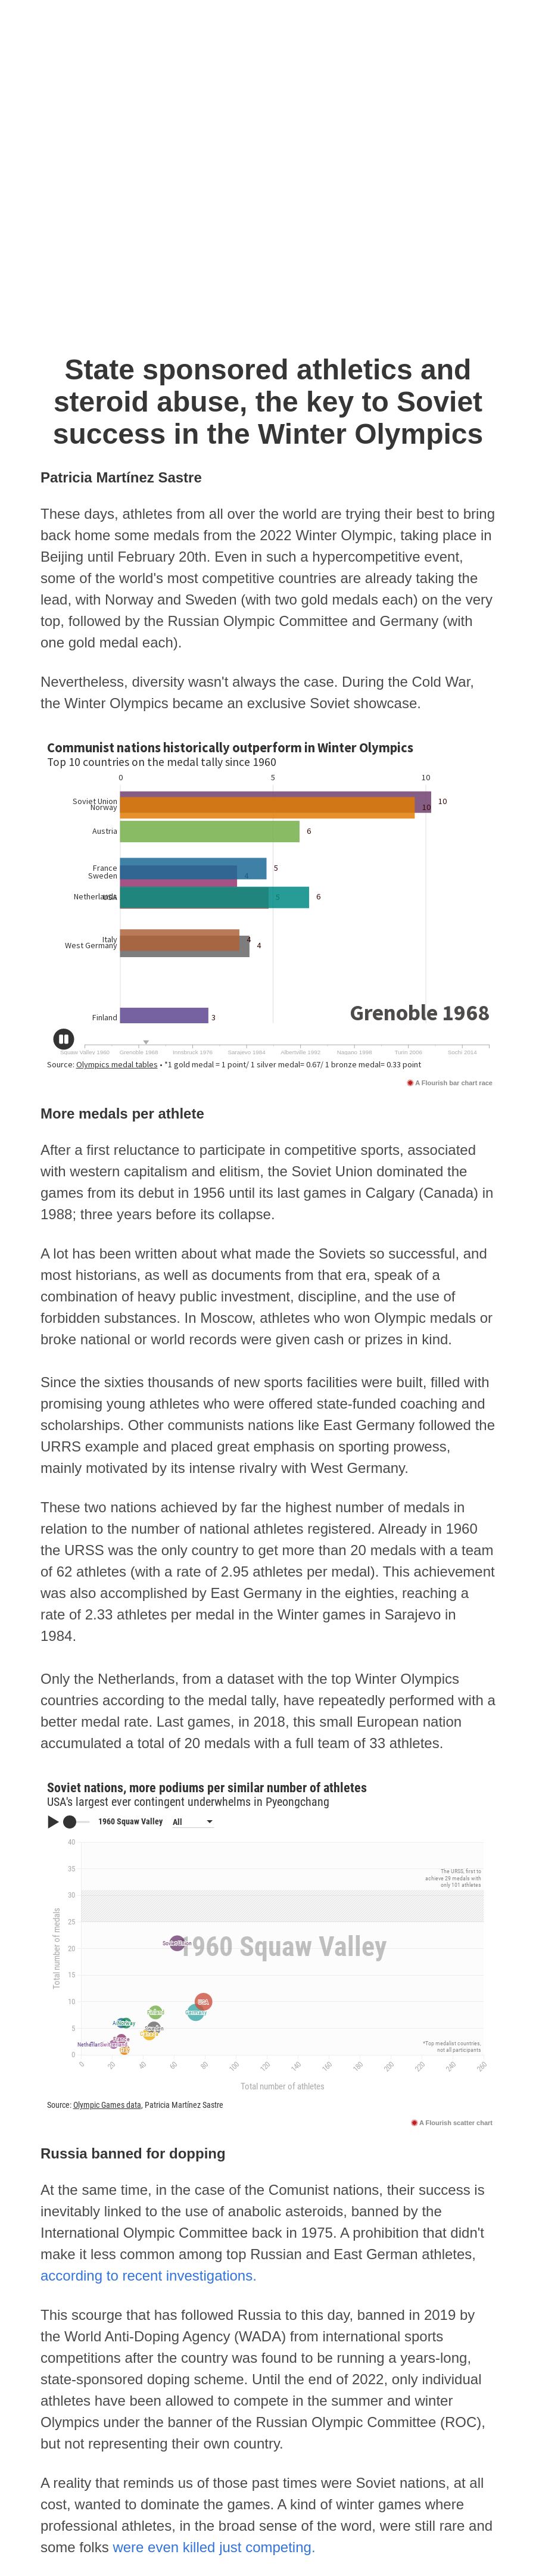 State sponsored athletics and
steroid abuse, the key to Soviet
success in the Winter Olympics
Patricia Martínez Sastre
These days, athletes from all over the world are trying their best to bring
back home some medals from the 2022 Winter Olympic, taking place in
Beijing until February 20th. Even in such a hypercompetitive event,
some of the world's most competitive countries are already taking the
lead, with Norway and Sweden (with two gold medals each) on the very
top, followed by the Russian Olympic Committee and Germany (with
one gold medal each).
Nevertheless, diversity wasn't always the case. During the Cold War,
the Winter Olympics became an exclusive Soviet showcase.
Communist nations historically outperform in Winter Olympics
Top 10 countries on the medal tally since 1960
0 5 10
Soviet Union 10
Norway 10
Austria 6
France 5
Sweden 4
Netherlands 6
USA 5
Italy 4
West Germany 4
Finland 3
Grenoble 1968
Squaw Valley 1960 Grenoble 1968 Innsbruck 1976 Sarajevo 1984 Albertville 1992 Nagano 1998 Turin 2006 Sochi 2014
Source: Olympics medal tables • *1 gold medal = 1 point/ 1 silver medal= 0.67/ 1 bronze medal= 0.33 point
A Flourish bar chart race
More medals per athlete
After a first reluctance to participate in competitive sports, associated
with western capitalism and elitism, the Soviet Union dominated the
games from its debut in 1956 until its last games in Calgary (Canada) in
1988; three years before its collapse.
A lot has been written about what made the Soviets so successful, and
most historians, as well as documents from that era, speak of a
combination of heavy public investment, discipline, and the use of
forbidden substances. In Moscow, athletes who won Olympic medals or
broke national or world records were given cash or prizes in kind.
Since the sixties thousands of new sports facilities were built, filled with
promising young athletes who were offered state-funded coaching and
scholarships. Other communists nations like East Germany followed the
URRS example and placed great emphasis on sporting prowess,
mainly motivated by its intense rivalry with West Germany.
These two nations achieved by far the highest number of medals in
relation to the number of national athletes registered. Already in 1960
the URSS was the only country to get more than 20 medals with a team
of 62 athletes (with a rate of 2.95 athletes per medal). This achievement
was also accomplished by East Germany in the eighties, reaching a
rate of 2.33 athletes per medal in the Winter games in Sarajevo in
1984.
Only the Netherlands, from a dataset with the top Winter Olympics
countries according to the medal tally, have repeatedly performed with a
better medal rate. Last games, in 2018, this small European nation
accumulated a total of 20 medals with a full team of 33 athletes.
Soviet nations, more podiums per similar number of athletes
USA's largest ever contingent underwhelms in Pyeongchang
1960 Squaw Valley All
40
The URSS, first to
achieve 29 medals with
only 101 athletes
35
30
25
1960 Squaw Valley
Soviet Union
20
15
10
USA
Germany
5
*Top medalist countries,
not all participants
0
Total number of medals
0 20 40 60 80 100 120 140 160 180 200 220 240 260
Total number of athletes
Source: Olympic Games data, Patricia Martínez Sastre
A Flourish scatter chart
Russia banned for dopping
At the same time, in the case of the Comunist nations, their success is
inevitably linked to the use of anabolic asteroids, banned by the
International Olympic Committee back in 1975. A prohibition that didn't
make it less common among top Russian and East German athletes,
according to recent investigations.
This scourge that has followed Russia to this day, banned in 2019 by
the World Anti-Doping Agency (WADA) from international sports
competitions after the country was found to be running a years-long,
state-sponsored doping scheme. Until the end of 2022, only individual
athletes have been allowed to compete in the summer and winter
Olympics under the banner of the Russian Olympic Committee (ROC),
but not representing their own country.
A reality that reminds us of those past times were Soviet nations, at all
cost, wanted to dominate the games. A kind of winter games where
professional athletes, in the broad sense of the word, were still rare and
some folks were even killed just competing.